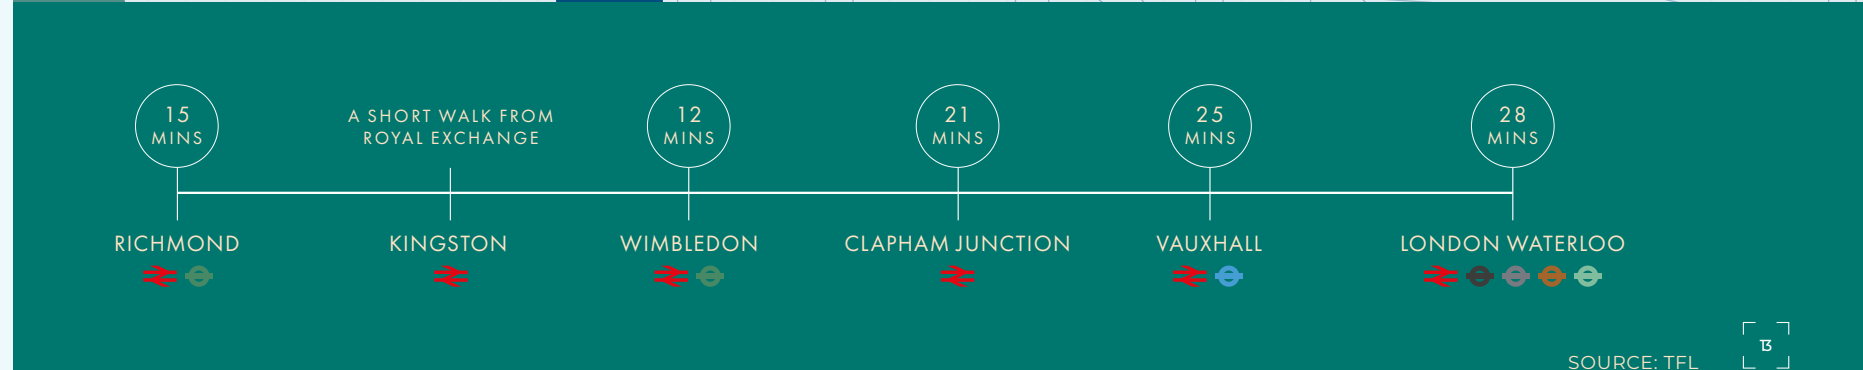 15
MINS
A SHORT WALK FROM
ROYAL EXCHANGE
12
MINS
21
MINS
25
MINS
28
MINS
RICHMOND
KINGSTON
WIMBLEDON
CLAPHAM JUNCTION
VAUXHALL
LONDON WATERLOO
13
SOURCE: TFL